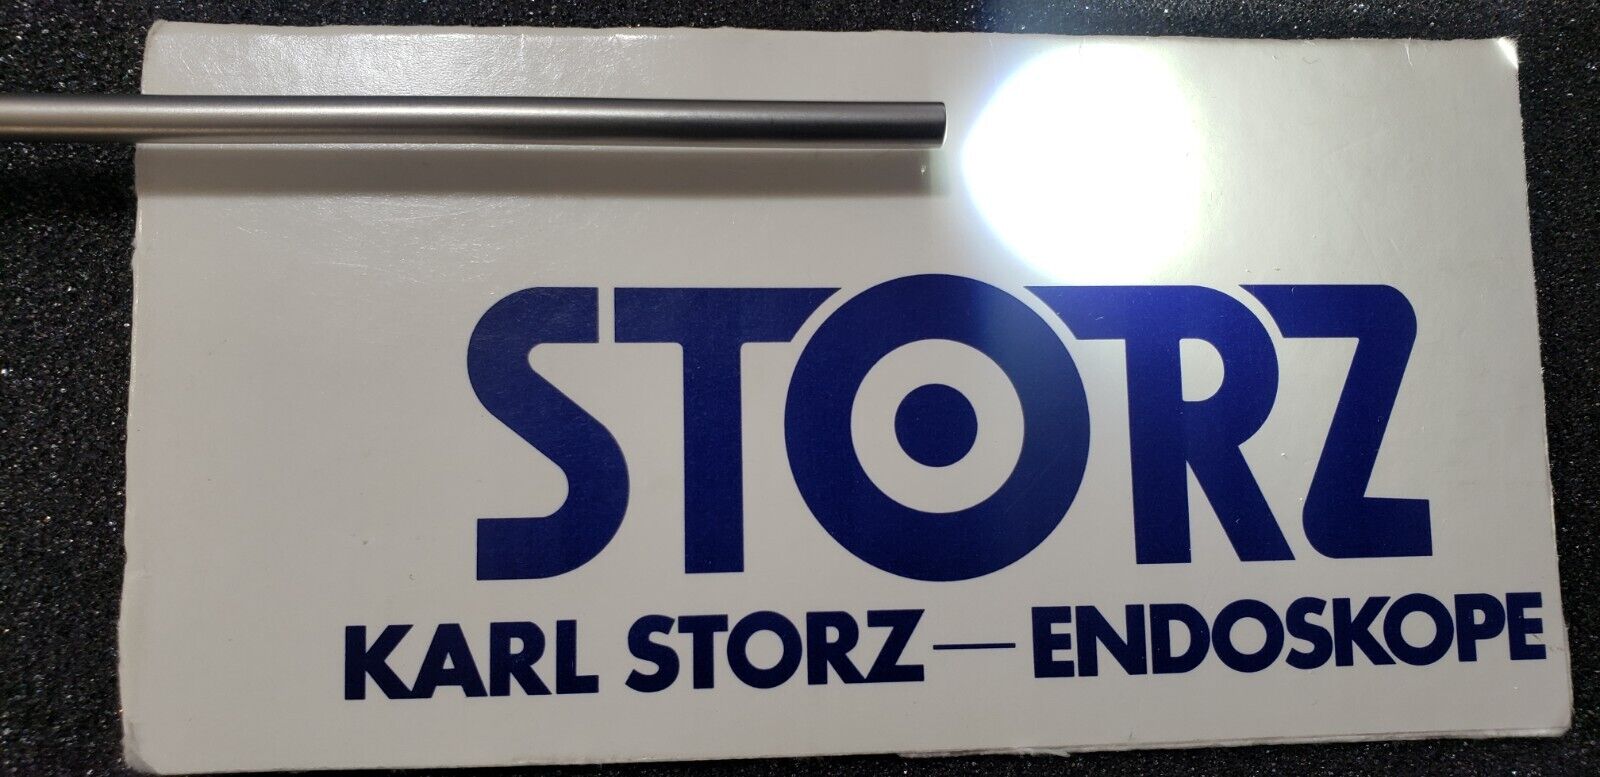 STORZ
KARL STORZ — ENDOSKOPE